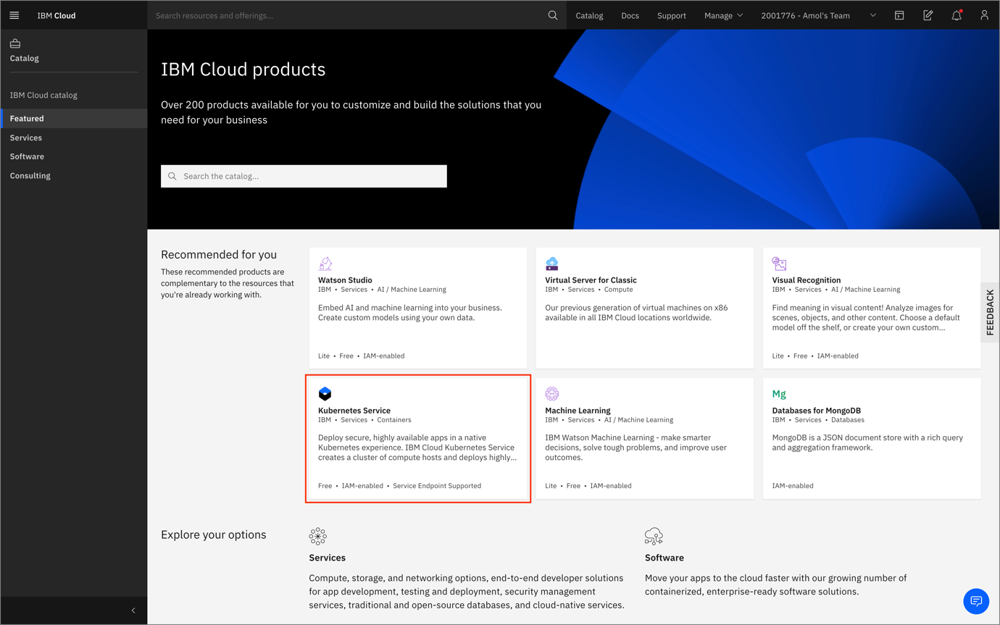 IBM Cloud
Search resources and offerings...
Catalog
Docs
Support
Manage
2001776 - Amol's Team
Catalog
IBM Cloud catalog
Featured
Services
Software
Consulting
IBM Cloud products
Over 200 products available for you to customize and build the solutions that you
need for your business
Search the catalog...
Recommended for you
These recommended products are
complementary to the resources that
you're already working with.
Watson Studio
IBM • Services • AI / Machine Learning
Embed AI and machine learning into your business.
Create custom models using your own data.
Lite • Free • IAM-enabled
Virtual Server for Classic
IBM • Services • Compute
Our previous generation of virtual machines on x86
available in all IBM Cloud locations worldwide.
Visual Recognition
IBM • Services • AI / Machine Learning
Find meaning in visual content! Analyze images for
scenes, objects, and other content. Choose a default
model off the shelf, or create your own custom...
Lite • Free • IAM-enabled
FEEDBACK
Kubernetes Service
IBM • Services • Containers
Deploy secure, highly available apps in a native
Kubernetes experience. IBM Cloud Kubernetes Service
creates a cluster of compute hosts and deploys highly...
Free • IAM-enabled • Service Endpoint Supported
Machine Learning
IBM • Services • AI / Machine Learning
IBM Watson Machine Learning - make smarter
decisions, solve tough problems, and improve user
outcomes.
Lite • Free • IAM-enabled
Mg
Databases for MongoDB
IBM • Services • Databases
MongoDB is a JSON document store with a rich query
and aggregation framework.
IAM-enabled
Explore your options
Services
Compute, storage, and networking options, end-to-end developer solutions
for app development, testing and deployment, security management
services, traditional and open-source databases, and cloud-native services.
Software
Move your apps to the cloud faster with our growing number of
containerized, enterprise-ready software solutions.